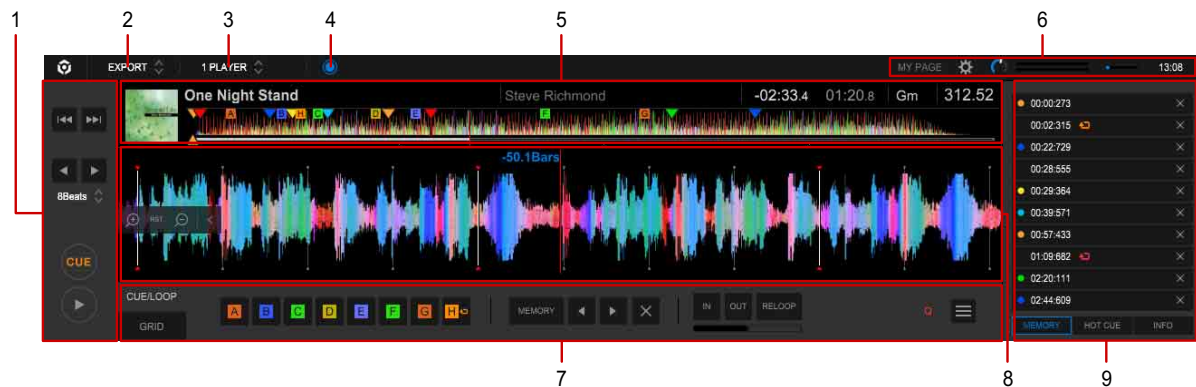 1 2 3 4 5 6
EXPORT 1 PLAYER MY PAGE 13:08
One Night Stand Steve Richmond -02:33.4 01:20.8 Gm 312.52
A B H C D E F G
-50.1Bars
8Beats
RST
CUE
CUE/LOOP
GRID
A B C D E F G H
MEMORY
IN OUT RELOOP
Q
00:00:273
00:02:315
00:22:729
00:28:555
00:29:364
00:39:571
00:57:433
01:09:682
02:20:111
02:44:609
MEMORY HOT CUE INFO
7 8 9